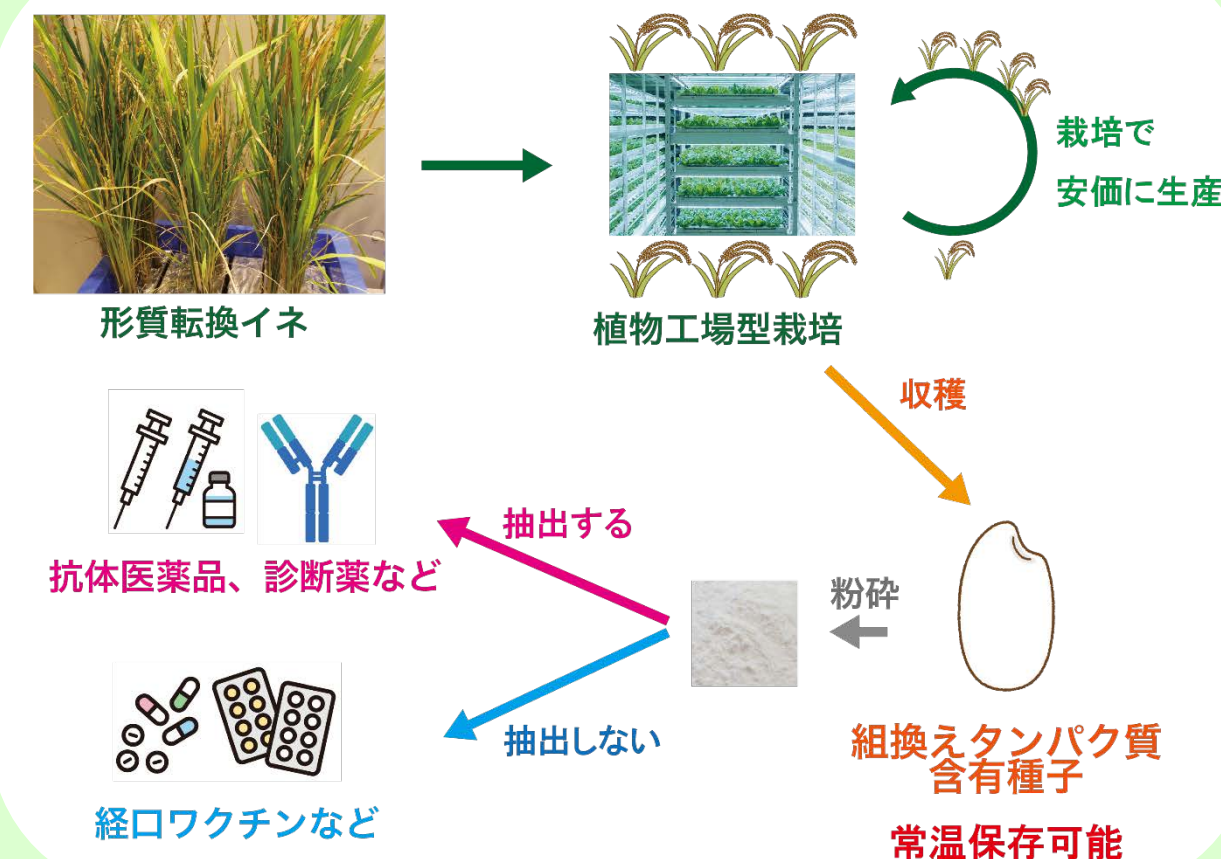 栽培で
安価に生産
形質転換イネ
植物工場型栽培
収穫
抽出する
抗体医薬品、診断薬など
粉砕
抽出しない
組換えタンパク質
含有種子
経口ワクチンなど
常温保存可能